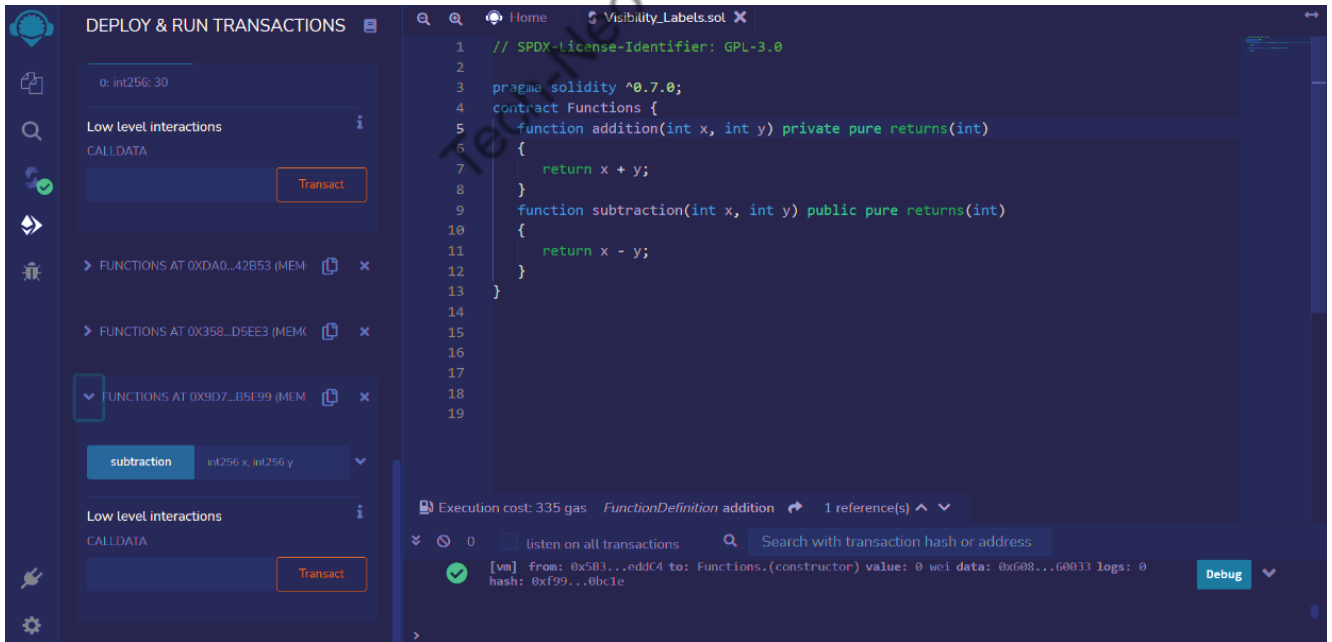 DEPLOY & RUN TRANSACTIONS
0: int256: 30
Low level interactions
CALLDATA
Transact
FUNCTIONS AT 0XDA0...42B53 (MEM
FUNCTIONS AT 0X358...D5EE3 (MEMO
FUNCTIONS AT 0X9D7...B5E99 (MEM
subtraction int256 x, int256 y
Low level interactions
CALLDATA
Transact
Home Visibility_Labels.sol
1 // SPDX-License-Identifier: GPL-3.0
2
3 pragma solidity ^0.7.0;
4 contract Functions {
5 function addition(int x, int y) private pure returns(int)
6 {
7 return x + y;
8 }
9 function subtraction(int x, int y) public pure returns(int)
10 {
11 return x - y;
12 }
13 }
14
15
16
17
18
19
Execution cost: 335 gas FunctionDefinition addition 1 reference(s)
0 listen on all transactions Search with transaction hash or address
[vm] from: 0x5B3...eddC4 to: Functions.(constructor) value: 0 wei data: 0x608...60033 logs: 0
hash: 0xf99...0bc1e
Debug
>